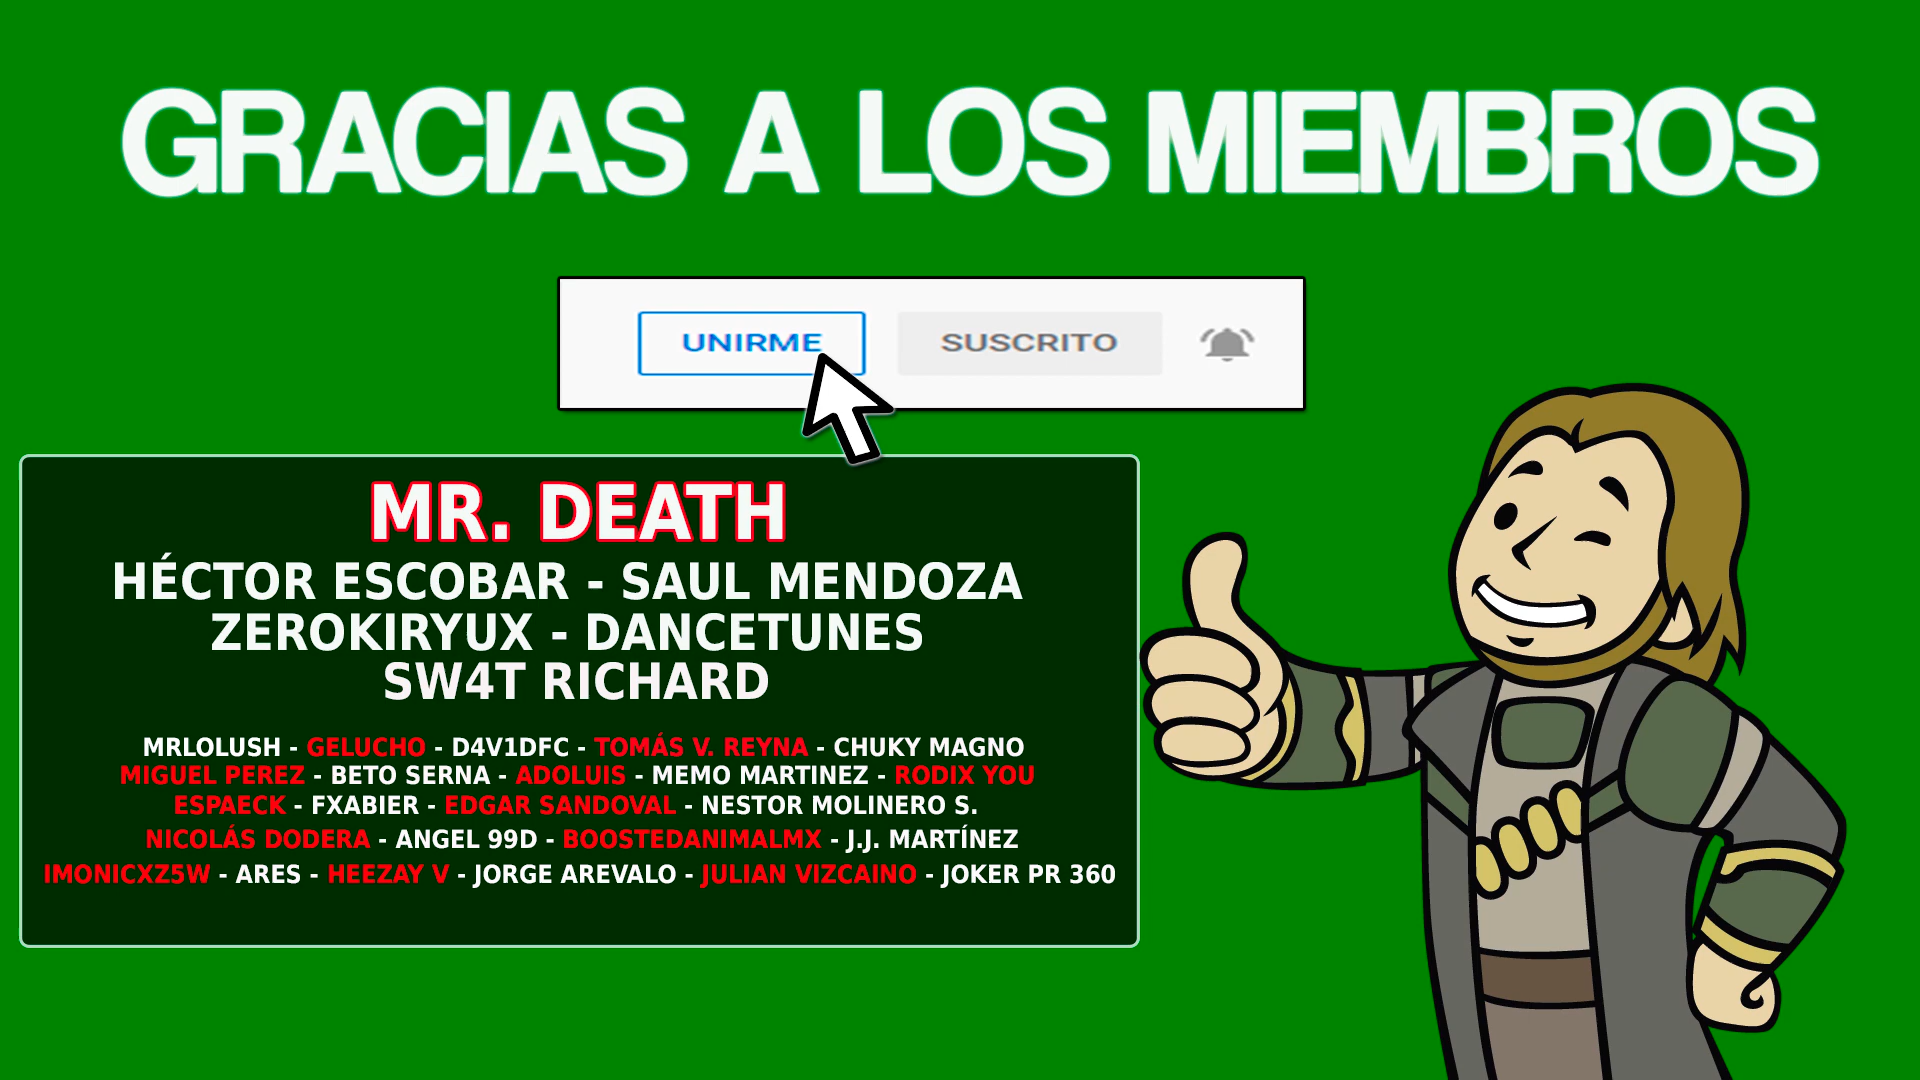 GRACIAS A LOS MIEMBROS
UNIRME SUSCRITO
MR. DEATH
HÉCTOR ESCOBAR - SAUL MENDOZA
ZEROKIRYUX - DANCETUNES
SW4T RICHARD
MRLOLUSH - GELUCHO - D4V1DFC - TOMÁS V. REYNA - CHUKY MAGNO
MIGUEL PEREZ - BETO SERNA - ADOLUIS - MEMO MARTINEZ - RODIX YOU
ESPAECK - FXABIER - EDGAR SANDOVAL - NESTOR MOLINERO S.
NICOLÁS DODERA - ANGEL 99D - BOOSTEDANIMALMX - J.J. MARTÍNEZ
IMONICXZ5W - ARES - HEEZAY V - JORGE AREVALO - JULIAN VIZCAINO - JOKER PR 360